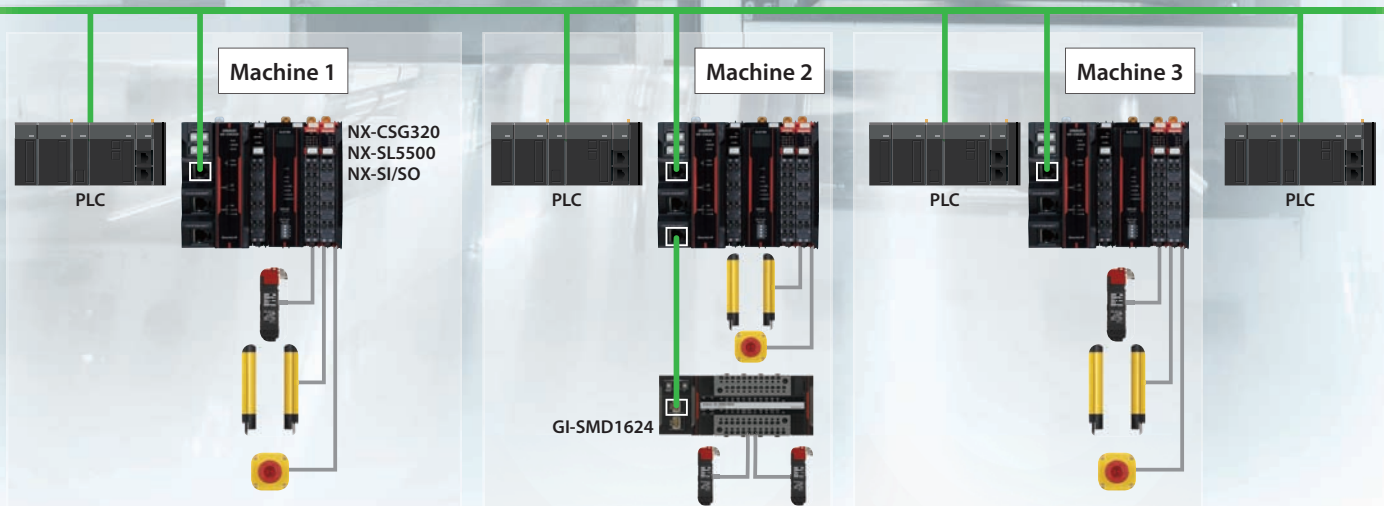 Machine 1
Machine 2
Machine 3
NX-CSG320
NX-SL5500
NX-SI/SO
PLC
PLC
PLC
PLC
GI-SMD1624